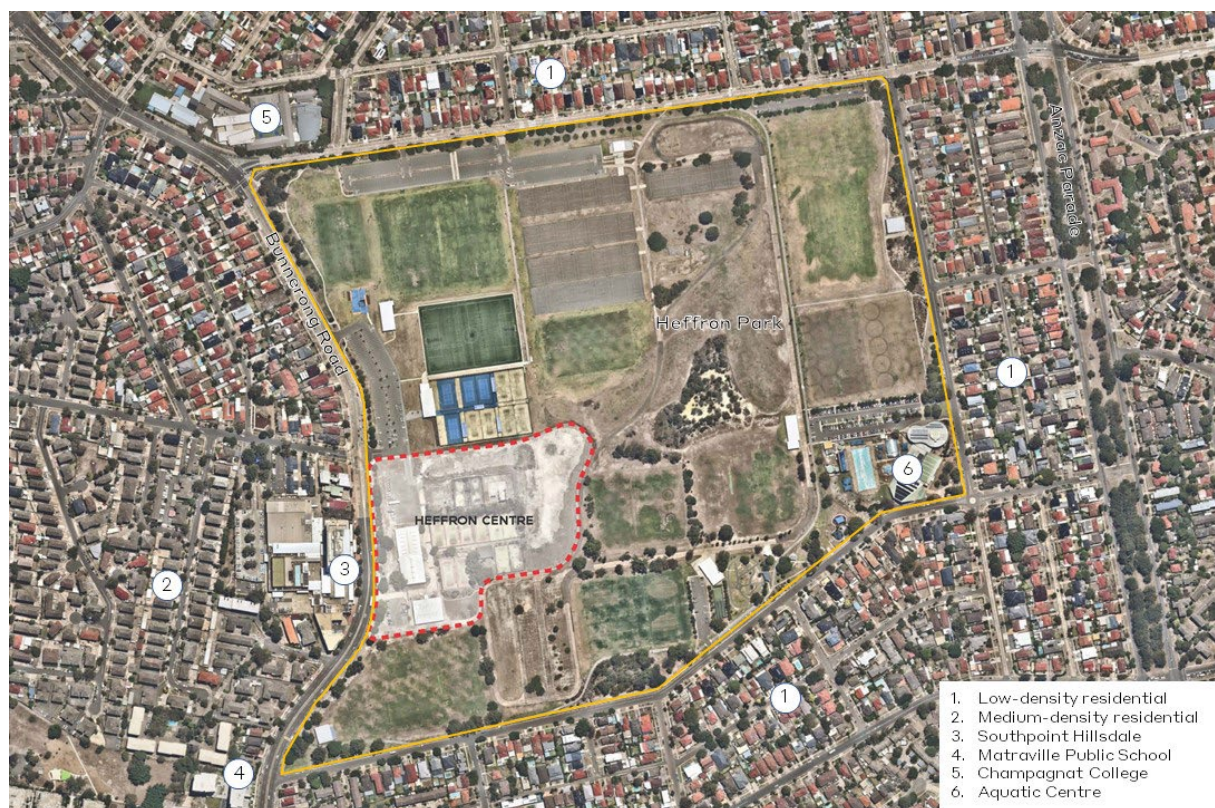 1
5
Anzac Parade
Bunnerong Road
Heffron Park
1
6
HEFFRON CENTRE
3
2
1
4
1. Low-density residential
2. Medium-density residential
3. Southpoint Hillsdale
4. Matraville Public School
5. Champagnat College
6. Aquatic Centre